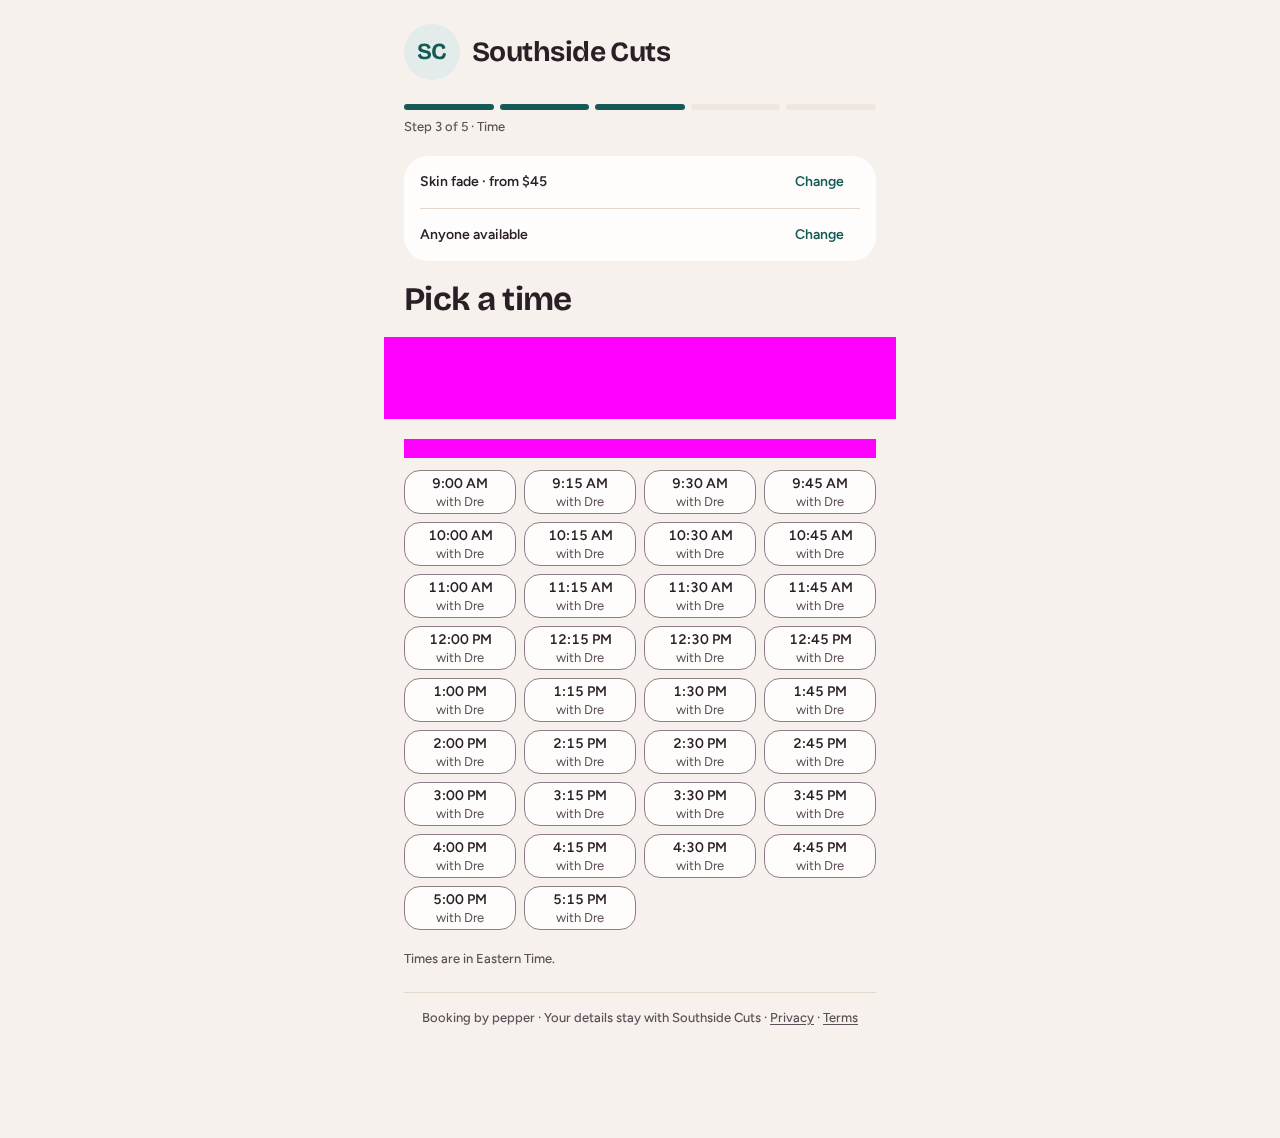 SC
Southside Cuts
Step 3 of 5 · Time
Skin fade · from $45 Change
Anyone available Change
Pick a time
9:00 AM 9:15 AM 9:30 AM 9:45 AM
with Dre with Dre with Dre with Dre
10:00 AM 10:15 AM 10:30 AM 10:45 AM
with Dre with Dre with Dre with Dre
11:00 AM 11:15 AM 11:30 AM 11:45 AM
with Dre with Dre with Dre with Dre
12:00 PM 12:15 PM 12:30 PM 12:45 PM
with Dre with Dre with Dre with Dre
1:00 PM 1:15 PM 1:30 PM 1:45 PM
with Dre with Dre with Dre with Dre
2:00 PM 2:15 PM 2:30 PM 2:45 PM
with Dre with Dre with Dre with Dre
3:00 PM 3:15 PM 3:30 PM 3:45 PM
with Dre with Dre with Dre with Dre
4:00 PM 4:15 PM 4:30 PM 4:45 PM
with Dre with Dre with Dre with Dre
5:00 PM 5:15 PM
with Dre with Dre
Times are in Eastern Time.
Booking by pepper · Your details stay with Southside Cuts · Privacy · Terms